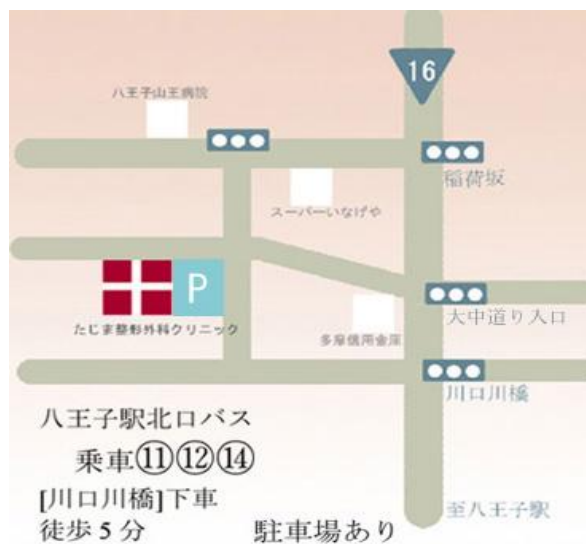 16
八王子山王病院
稲荷坂
スーパーいなげや
P
たじま整形外科クリニック
大中道り入口
多摩信用金庫
川口川橋
八王子駅北口バス
乗車⑪⑫⑭
[川口川橋]下車
徒歩5分
駐車場あり
至八王子駅